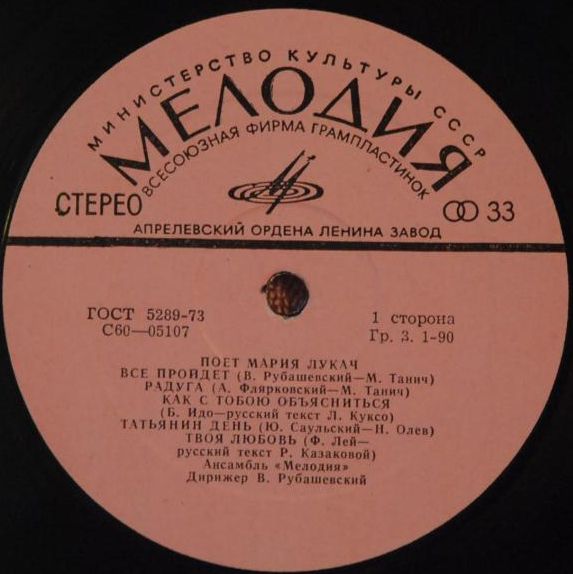 МИНИСТЕРСТВО КУЛЬТУРЫ СССР
МЕЛОДИЯ
ВСЕСОЮЗНАЯ ФИРМА ГРАМПЛАСТИНОК
СТЕРЕО
33
АПРЕЛЕВСКИЙ ОРДЕНА ЛЕНИНА ЗАВОД
ГОСТ 5289-73
С60—05107
1 сторона
Гр. 3. 1-90
ПОЕТ МАРИЯ ЛУКАЧ
ВСЕ ПРОЙДЕТ (В. Рубашевский—М. Танич)
РАДУГА (А. Флярковский—М. Танич)
КАК С ТОБОЮ ОБЪЯСНИТЬСЯ
(Б. Идо—русский текст Л. Куксо)
ТАТЬЯНИН ДЕНЬ (Ю. Саульский—Н. Олев)
ТВОЯ ЛЮБОВЬ (Ф. Лей—
русский текст Р. Казаковой)
Ансамбль «Мелодия»
Дирижер В. Рубашевский